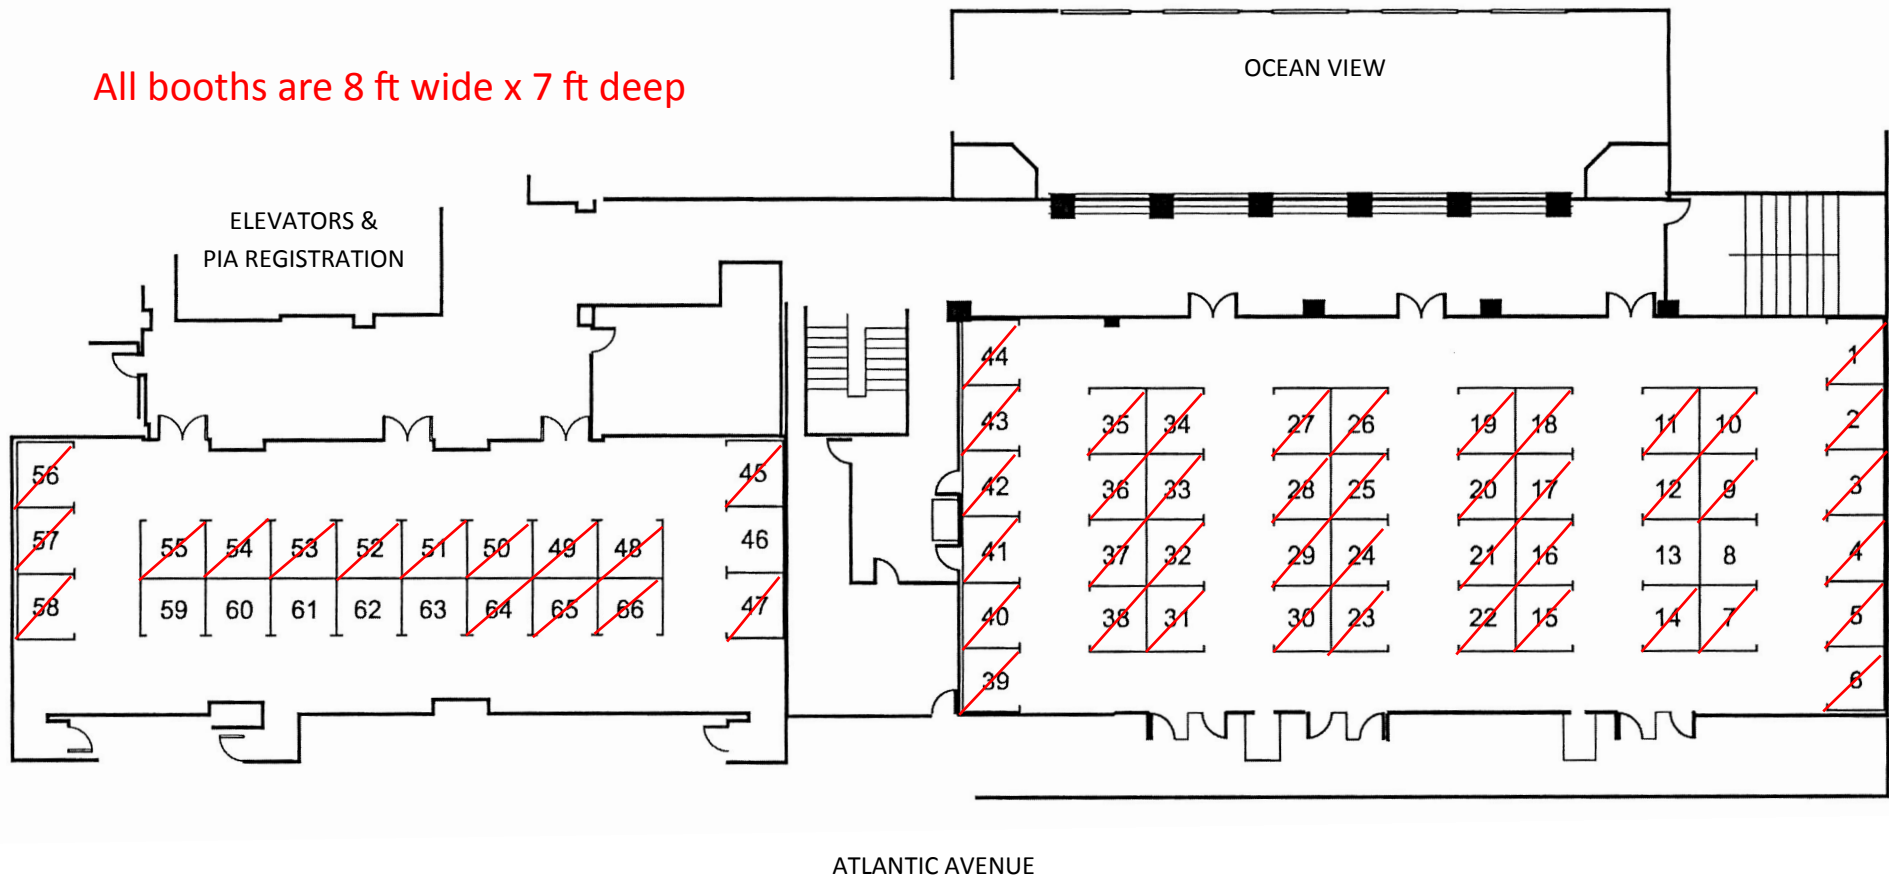 OCEAN VIEW
All booths are 8 ft wide x 7 ft deep
ELEVATORS &
PIA REGISTRATION
44 1
43 35 34 27 26 19 18 11 10 2
56 45
42 36 33 28 25 20 17 12 9 3
57 55 54 53 52 51 50 49 48 46
41 37 32 29 24 21 16 13 8 4
58 59 60 61 62 63 64 65 66 47
40 38 31 30 23 22 15 14 7 5
39 6
ATLANTIC AVENUE